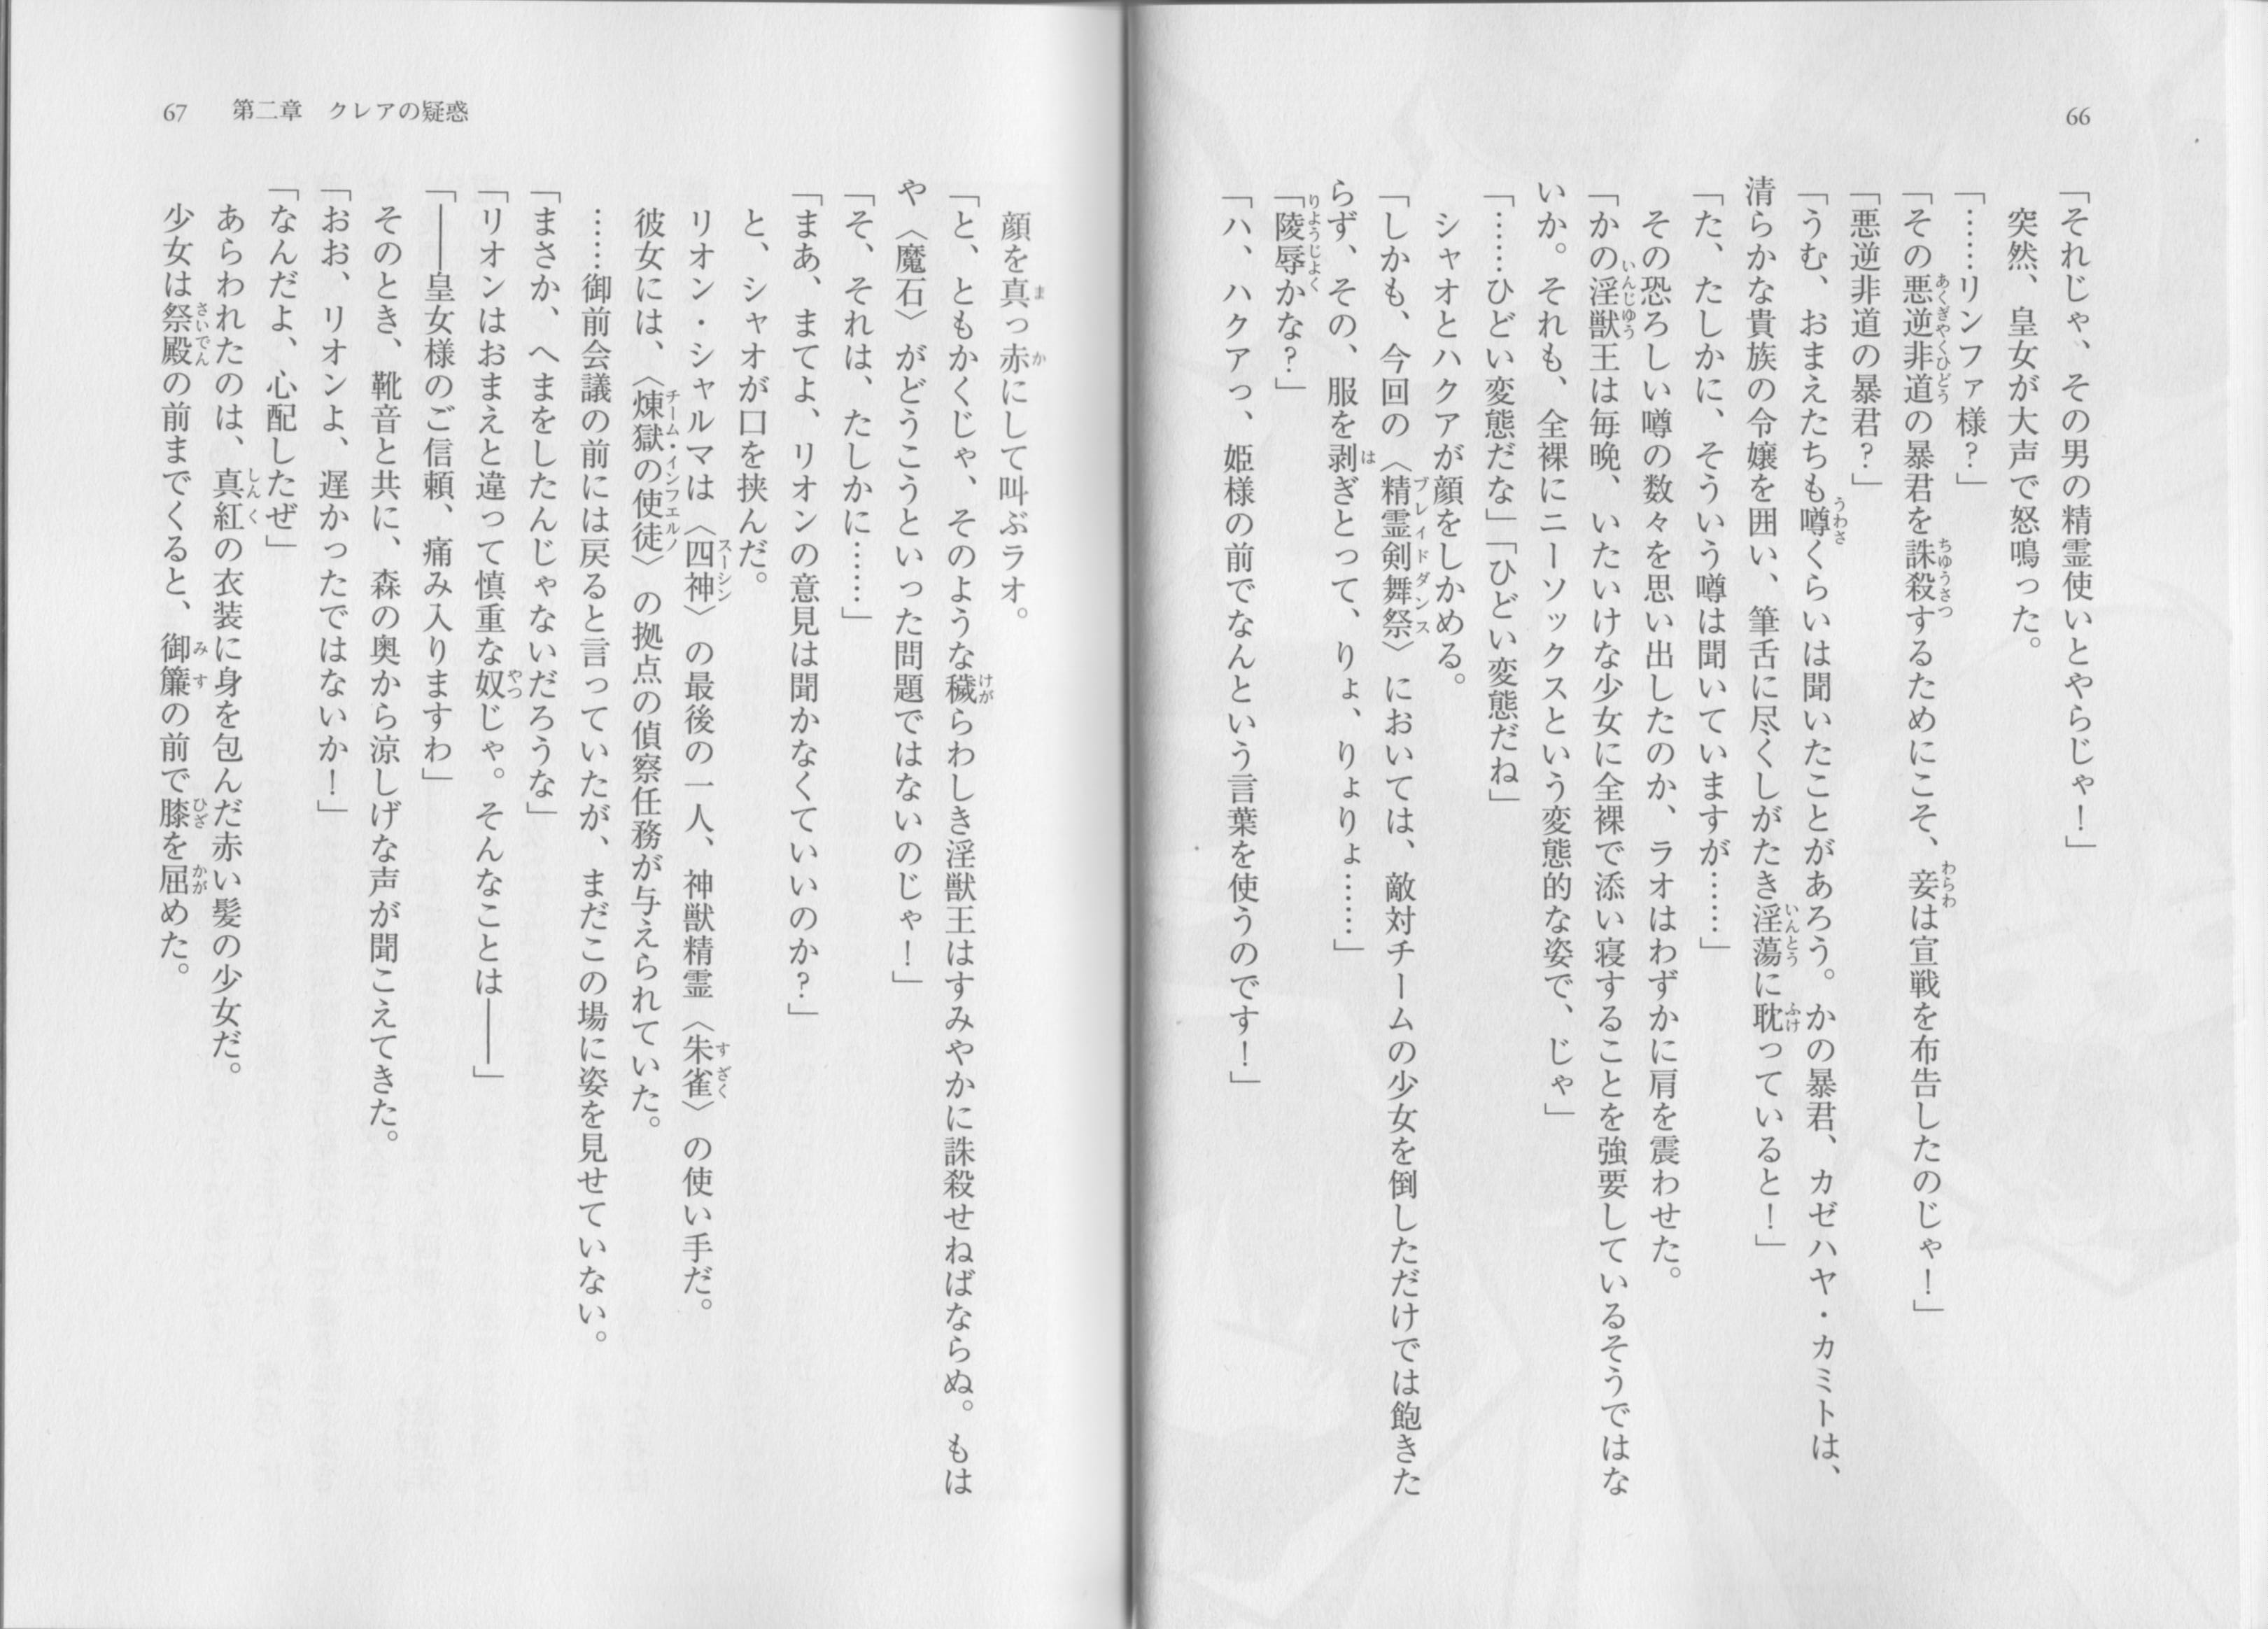 66
「それじゃ、その男の精霊使いとやらじゃ！」
突然、皇女が大声で怒鳴った。
「……リンファ様？」
「その悪逆非道の暴君を誅殺するためにこそ、妾は宣戦を布告したのじゃ！」
「悪逆非道の暴君？」
「うむ、おまえたちも噂くらいは聞いたことがあろう。かの暴君、カゼハヤ・カミトは、
清らかな貴族の令嬢を囲い、筆舌に尽くしがたき淫蕩に耽っていると！」
「た、たしかに、そういう噂は聞いていますが……」
その恐ろしい噂の数々を思い出したのか、ラオはわずかに肩を震わせた。
「かの淫獣王は毎晩、いたいけな少女に全裸で添い寝することを強要しているそうではな
いか。それも、全裸にニーソックスという変態的な姿で、じゃ」
「……ひどい変態だな」「ひどい変態だね」
シャオとハクアが顔をしかめる。
「しかも、今回の〈精霊剣舞祭〉においては、敵対チームの少女を倒しただけでは飽きた
らず、その、服を剥ぎとって、りょ、りょりょ……」
「陵辱かな？」
「ハ、ハクアっ、姫様の前でなんという言葉を使うのです！」
67 第二章 クレアの疑惑
顔を真っ赤にして叫ぶラオ。
「と、ともかくじゃ、そのような穢らわしき淫獣王はすみやかに誅殺せねばならぬ。もは
や〈魔石〉がどうこうといった問題ではないのじゃ！」
「そ、それは、たしかに……」
「まあ、まてよ、リオンの意見は聞かなくていいのか？」
と、シャオが口を挟んだ。
リオン・シャルマは〈四神〉の最後の一人、神獣精霊〈朱雀〉の使い手だ。
彼女には、〈煉獄の使徒〉の拠点の偵察任務が与えられていた。
……御前会議の前には戻ると言っていたが、まだこの場に姿を見せていない。
「まさか、へまをしたんじゃないだろうな」
「リオンはおまえと違って慎重な奴じゃ。そんなことは――」
「――皇女様のご信頼、痛み入りますわ」
そのとき、靴音と共に、森の奥から涼しげな声が聞こえてきた。
「おお、リオンよ、遅かったではないか！」
「なんだよ、心配したぜ」
あらわれたのは、真紅の衣装に身を包んだ赤い髪の少女だ。
少女は祭殿の前までくると、御簾の前で膝を屈めた。